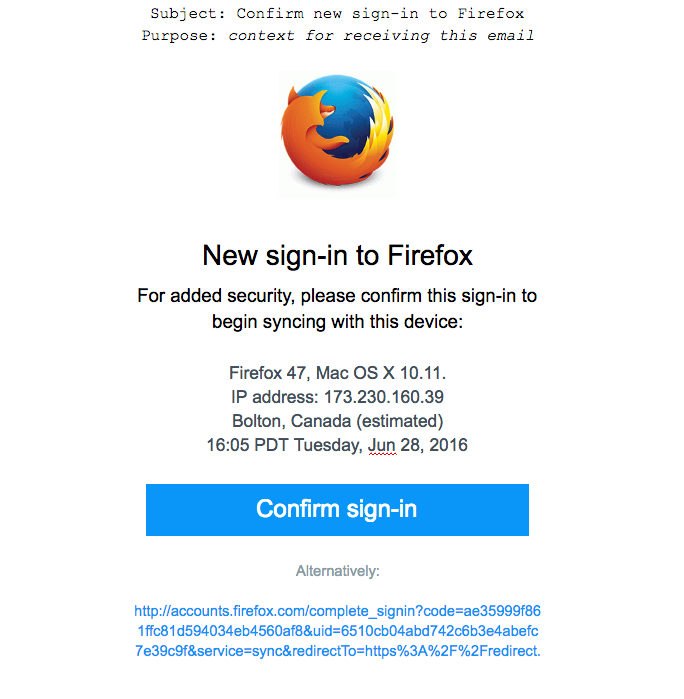 Subject: Confirm new sign-in to Firefox
Purpose: context for receiving this email
New sign-in to Firefox
For added security, please confirm this sign-in to
begin syncing with this device:
Firefox 47, Mac OS X 10.11.
IP address: 173.230.160.39
Bolton, Canada (estimated)
16:05 PDT Tuesday, Jun 28, 2016
Confirm sign-in
Alternatively:
http://accounts.firefox.com/complete_signin?code=ae35999f86
1ffc81d594034eb4560af8&uid=6510cb04abd742c6b3e4abefc
7e39c9f&service=sync&redirectTo=https%3A%2F%2Fredirect.